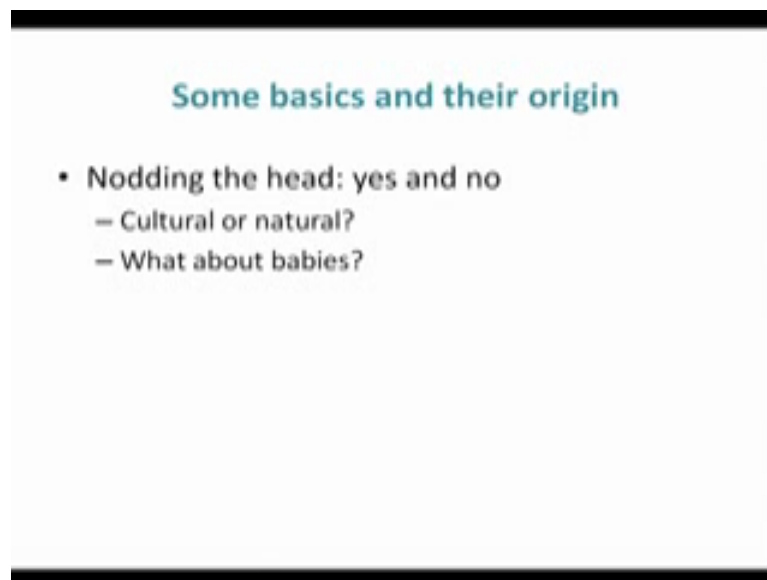 Some basics and their origin
• Nodding the head: yes and no
– Cultural or natural?
– What about babies?